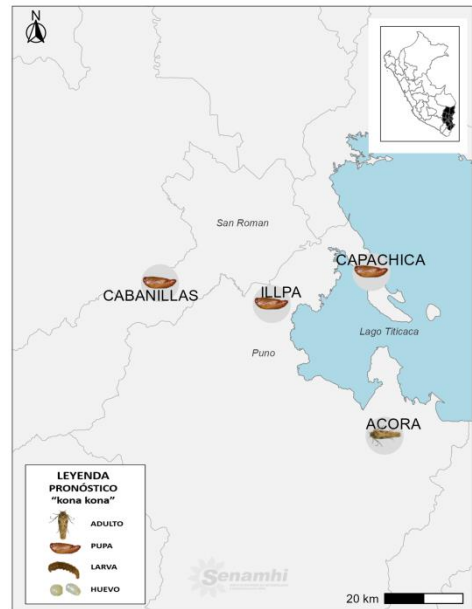 N
San Roman
CAPACHICA
CABANILLAS
ILLPA
Lago Titicaca
Puno
ACORA
LEYENDA
PRONÓSTICO
"kona kona"
ADULTO
PUPA
LARVA
HUEVO
Senamhi
20 km